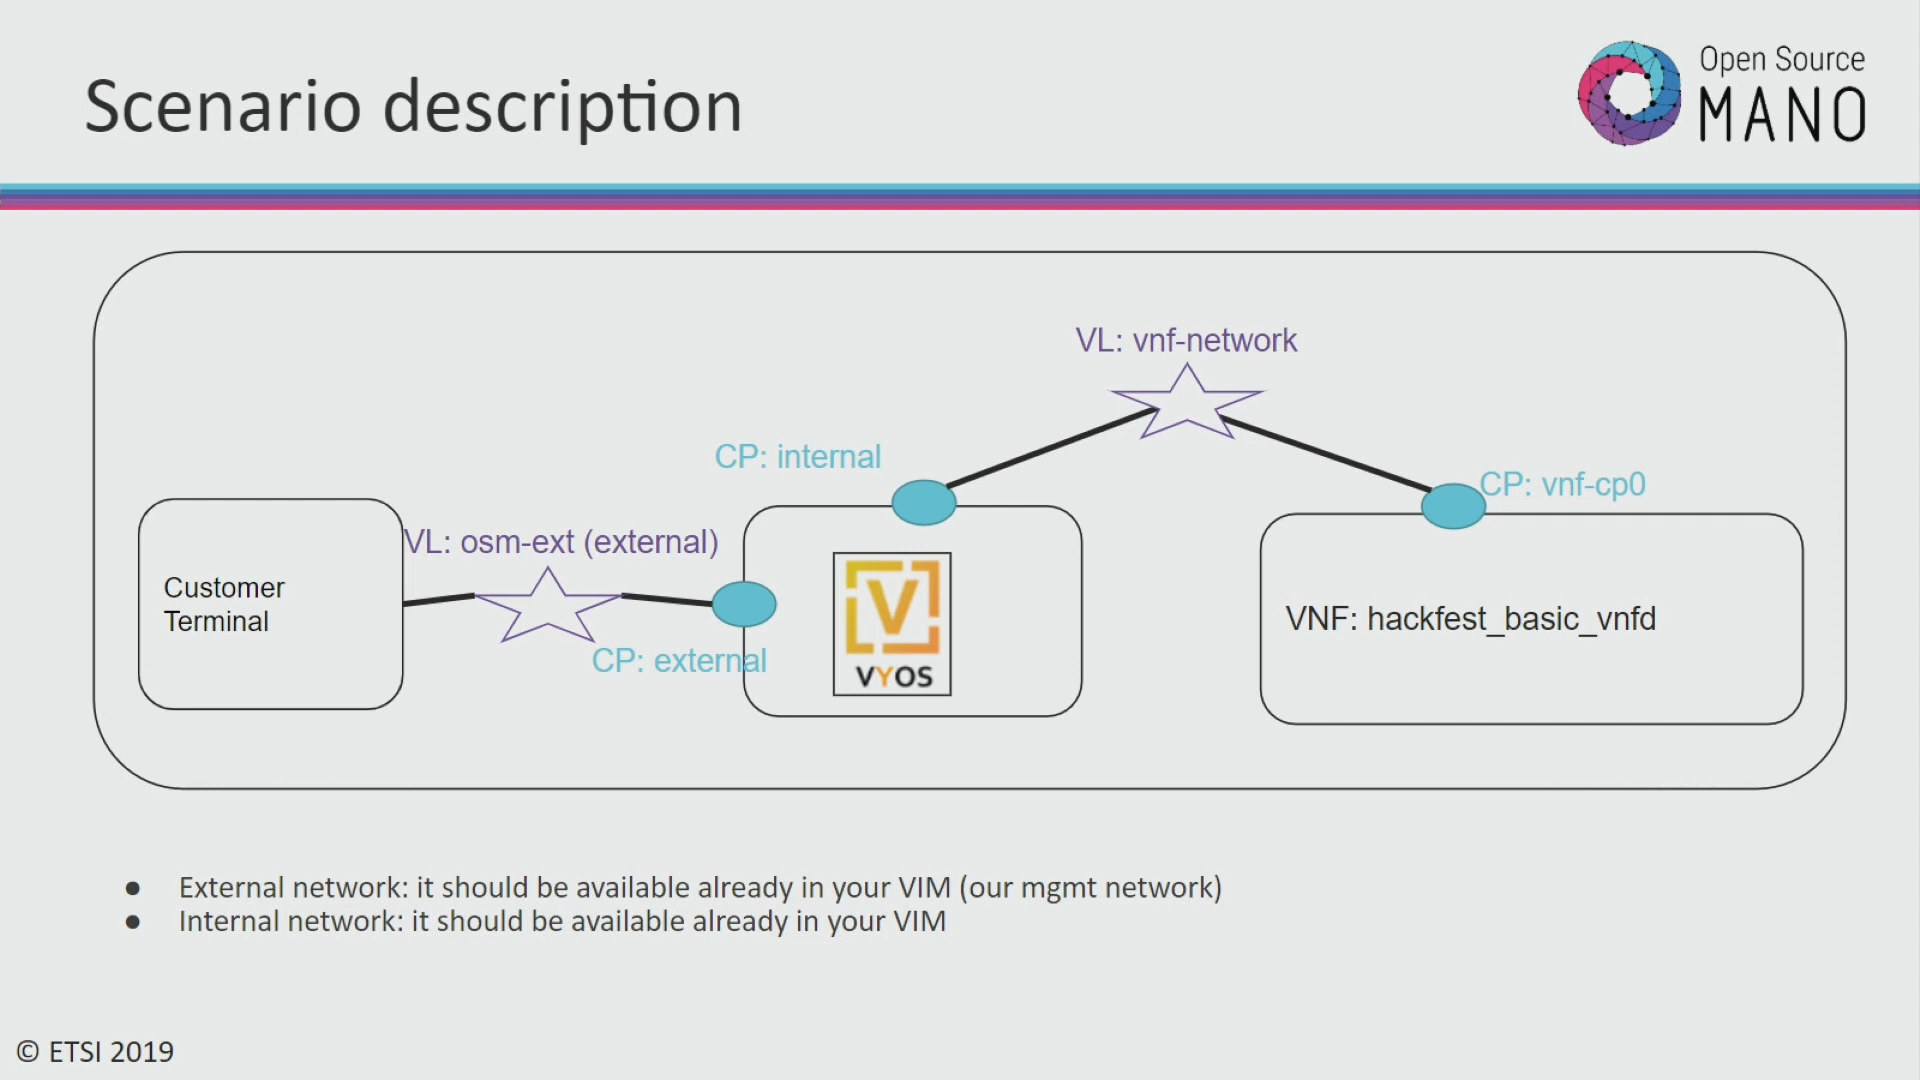 Scenario description
Open Source
MANO
VL: vnf-network
CP: internal
CP: vnf-cp0
VL: osm-ext (external)
Customer
Terminal
VNF: hackfest_basic_vnfd
CP: external
V
VYOS
● External network: it should be available already in your VIM (our mgmt network)
● Internal network: it should be available already in your VIM
© ETSI 2019